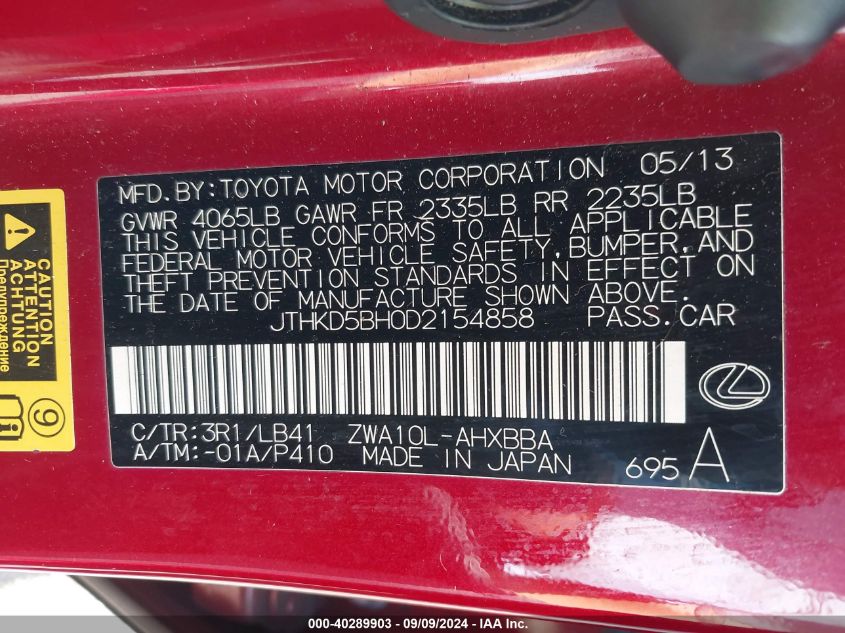 MFD. BY: TOYOTA MOTOR CORPORATION 05/13
GVWR 4065LB GAWR FR 2335LB RR 2235LB
THIS VEHICLE CONFORMS TO ALL APPLICABLE
FEDERAL MOTOR VEHICLE SAFETY, BUMPER, AND
THEFT PREVENTION STANDARDS IN EFFECT ON
THE DATE OF MANUFACTURE SHOWN ABOVE.
JTHKD5BH0D2154858 PASS.CAR
C/TR:3R1/LB41 ZWA10L-AHXBBA
A/TM:-01A/P410 MADE IN JAPAN 695 A
CAUTION
ATTENTION
ACHTUNG
Предупреждение
9
000-40289903 - 09/09/2024 - IAA, Inc.